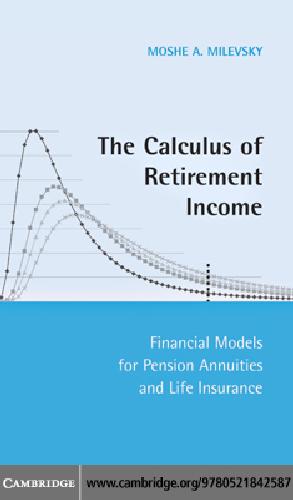 MOSHE A. MILEVSKY
The Calculus of
Retirement
Income
Financial Models
for Pension Annuities
and Life Insurance
CAMBRIDGE
www.cambridge.org/9780521842587